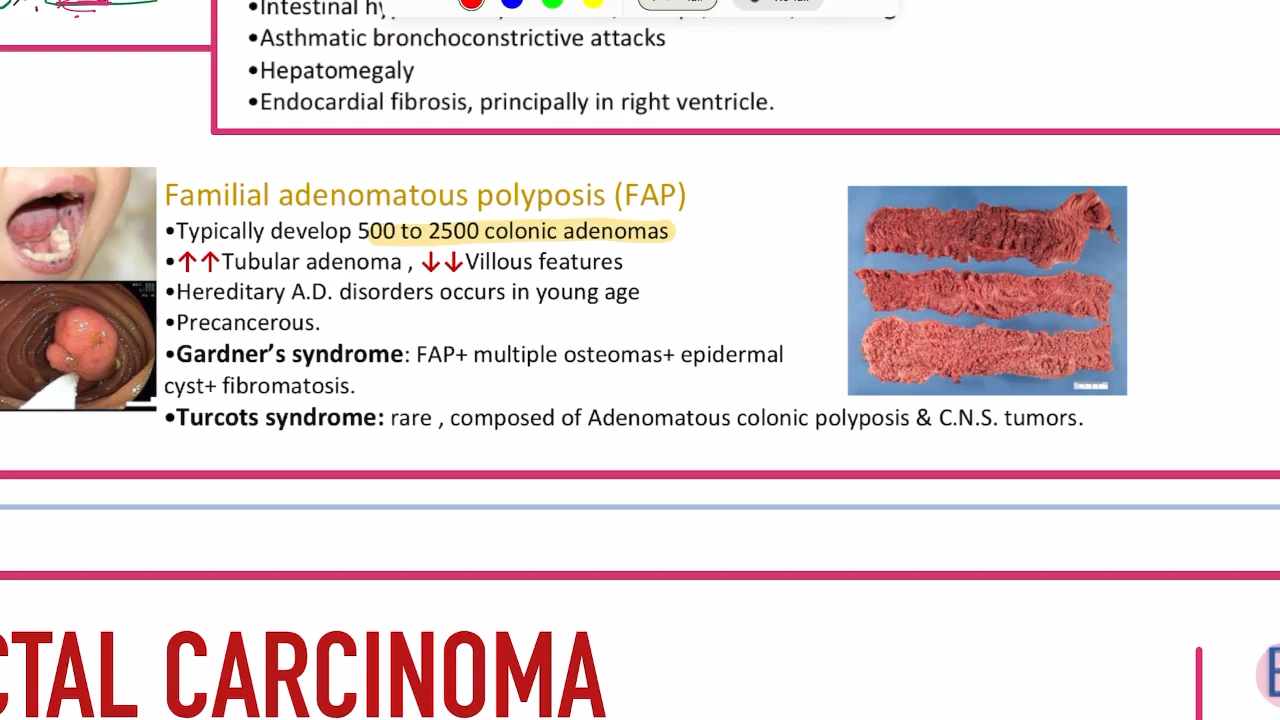 •Intestinal
•Asthmatic bronchoconstrictive attacks
•Hepatomegaly
•Endocardial fibrosis, principally in right ventricle.
Familial adenomatous polyposis (FAP)
•Typically develop 500 to 2500 colonic adenomas
•↑↑Tubular adenoma , ↓↓Villous features
•Hereditary A.D. disorders occurs in young age
•Precancerous.
•Gardner’s syndrome: FAP+ multiple osteomas+ epidermal
cyst+ fibromatosis.
•Turcots syndrome: rare , composed of Adenomatous colonic polyposis & C.N.S. tumors.
CTAL CARCINOMA